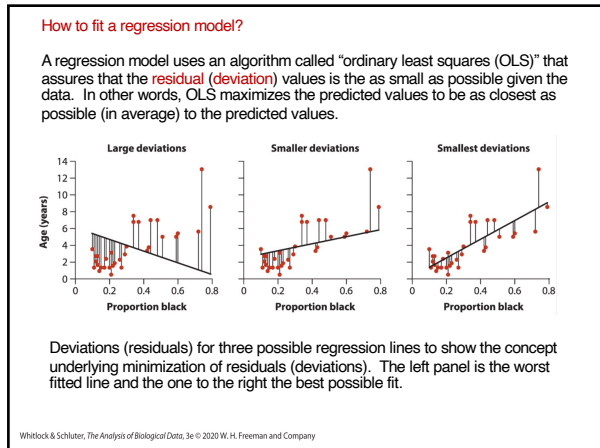 How to fit a regression model?
A regression model uses an algorithm called “ordinary least squares (OLS)” that
assures that the residual (deviation) values is the as small as possible given the
data. In other words, OLS maximizes the predicted values to be as closest as
possible (in average) to the predicted values.
Large deviations
Smaller deviations
Smallest deviations
Age (years)
14
12
10
8
6
4
2
0
0 0.2 0.4 0.6 0.8
0 0.2 0.4 0.6 0.8
0 0.2 0.4 0.6 0.8
Proportion black
Proportion black
Proportion black
Deviations (residuals) for three possible regression lines to show the concept
underlying minimization of residuals (deviations). The left panel is the worst
fitted line and the one to the right the best possible fit.
Whitlock & Schluter, The Analysis of Biological Data, 3e © 2020 W. H. Freeman and Company